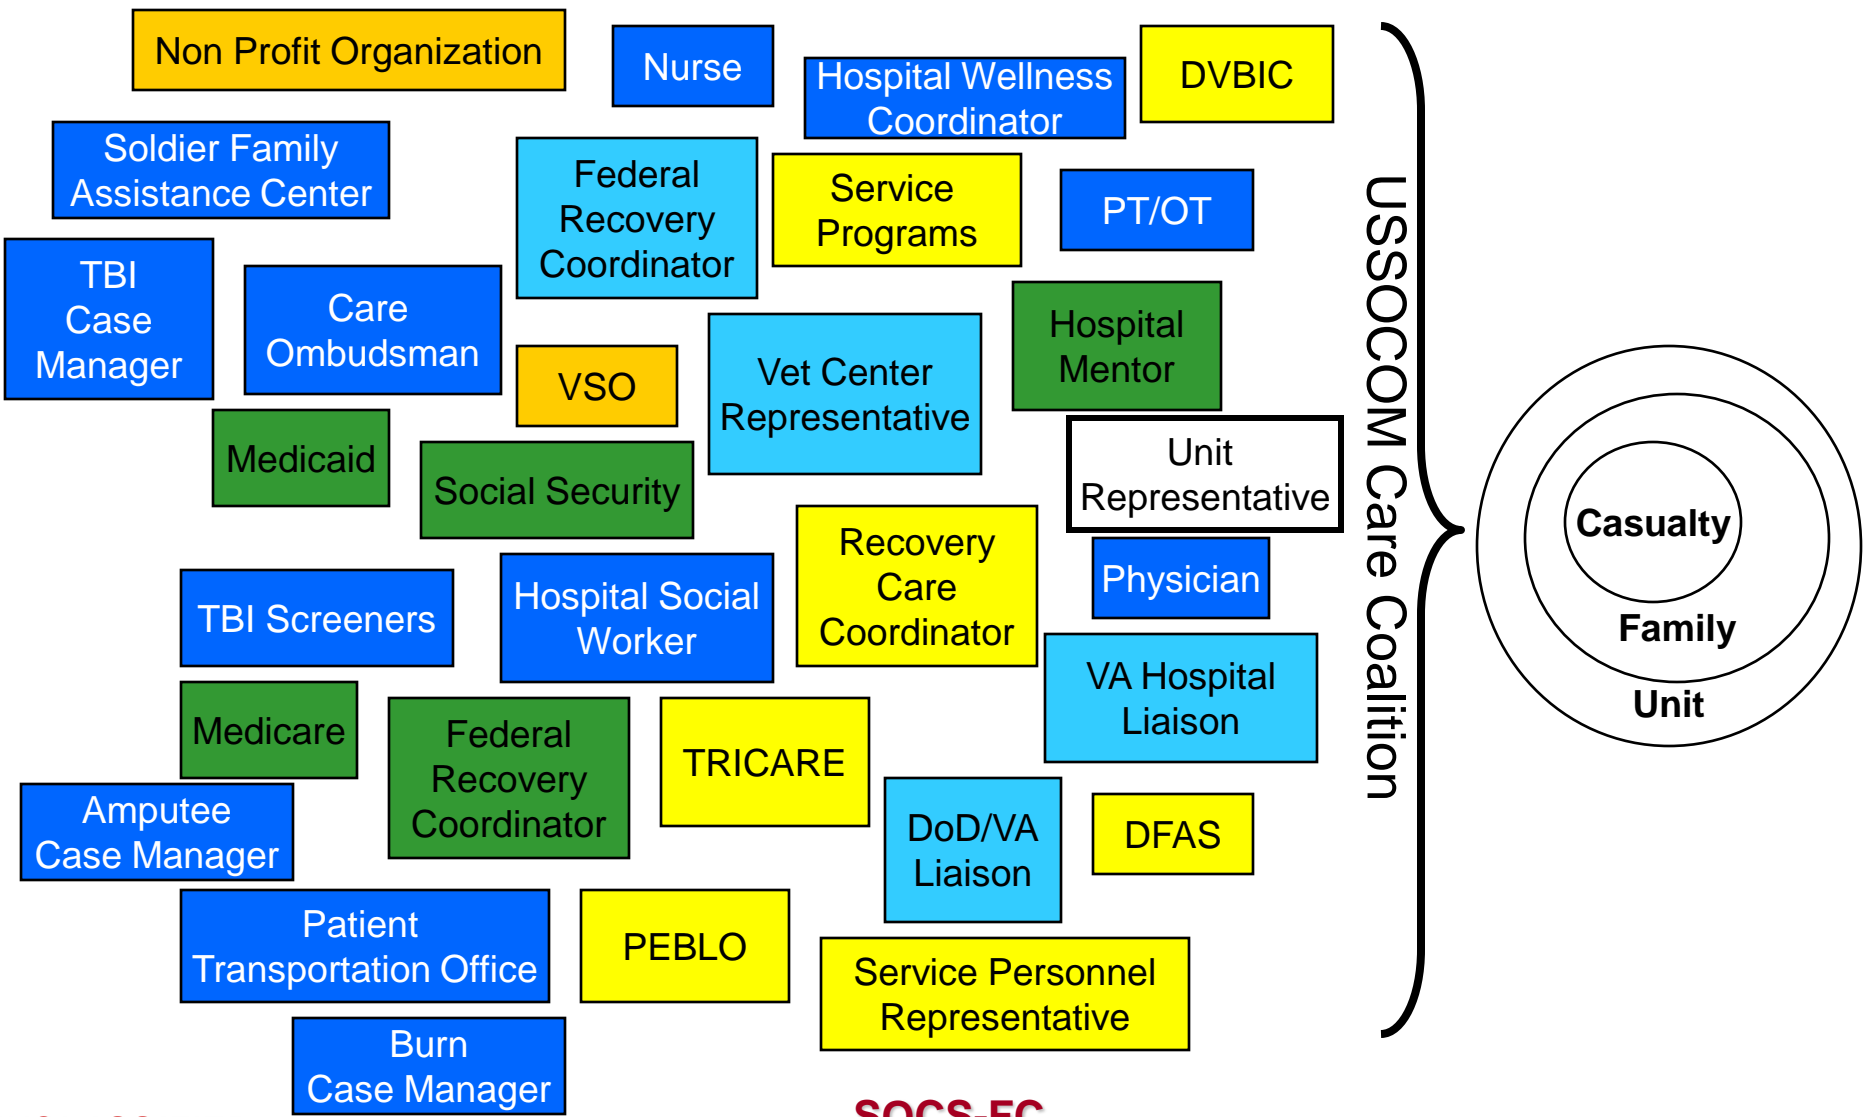 Non Profit Organization
Nurse
Hospital Wellness
Coordinator
DVBIC
Soldier Family
Assistance Center
Federal
Recovery
Coordinator
Service
Programs
PT/OT
TBI
Case
Manager
Care
Ombudsman
VSO
Vet Center
Representative
Hospital
Mentor
Medicaid
Social Security
Unit
Representative
Recovery
Care
Coordinator
Physician
TBI Screeners
Hospital Social
Worker
VA Hospital
Liaison
Medicare
Federal
Recovery
Coordinator
TRICARE
Amputee
Case Manager
DoD/VA
Liaison
DFAS
Patient
Transportation Office
PEBLO
Service Personnel
Representative
Burn
Case Manager
USSOCOM Care Coalition
Casualty
Family
Unit
SOCS-FC